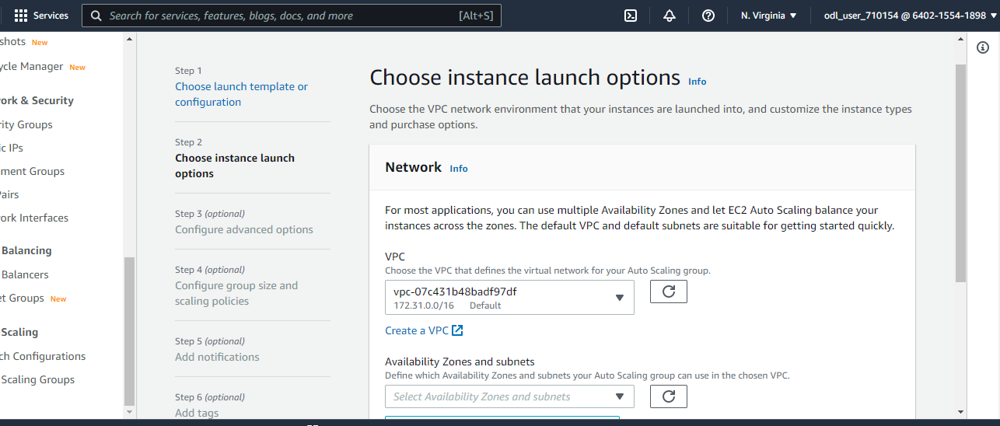 Services
Search for services, features, blogs, docs, and more [Alt+S]
N. Virginia
odl_user_710154 @ 6402-1554-1898
shots New
ycle Manager New
ork & Security
rity Groups
ic IPs
ment Groups
Pairs
ork Interfaces
Balancing
Balancers
et Groups New
Scaling
ch Configurations
Scaling Groups
Step 1
Choose launch template or
configuration
Step 2
Choose instance launch
options
Step 3 (optional)
Configure advanced options
Step 4 (optional)
Configure group size and
scaling policies
Step 5 (optional)
Add notifications
Step 6 (optional)
Add tags
Choose instance launch options Info
Choose the VPC network environment that your instances are launched into, and customize the instance types
and purchase options.
Network Info
For most applications, you can use multiple Availability Zones and let EC2 Auto Scaling balance your
instances across the zones. The default VPC and default subnets are suitable for getting started quickly.
VPC
Choose the VPC that defines the virtual network for your Auto Scaling group.
vpc-07c431b48badf97df
172.31.0.0/16 Default
Create a VPC
Availability Zones and subnets
Define which Availability Zones and subnets your Auto Scaling group can use in the chosen VPC.
Select Availability Zones and subnets